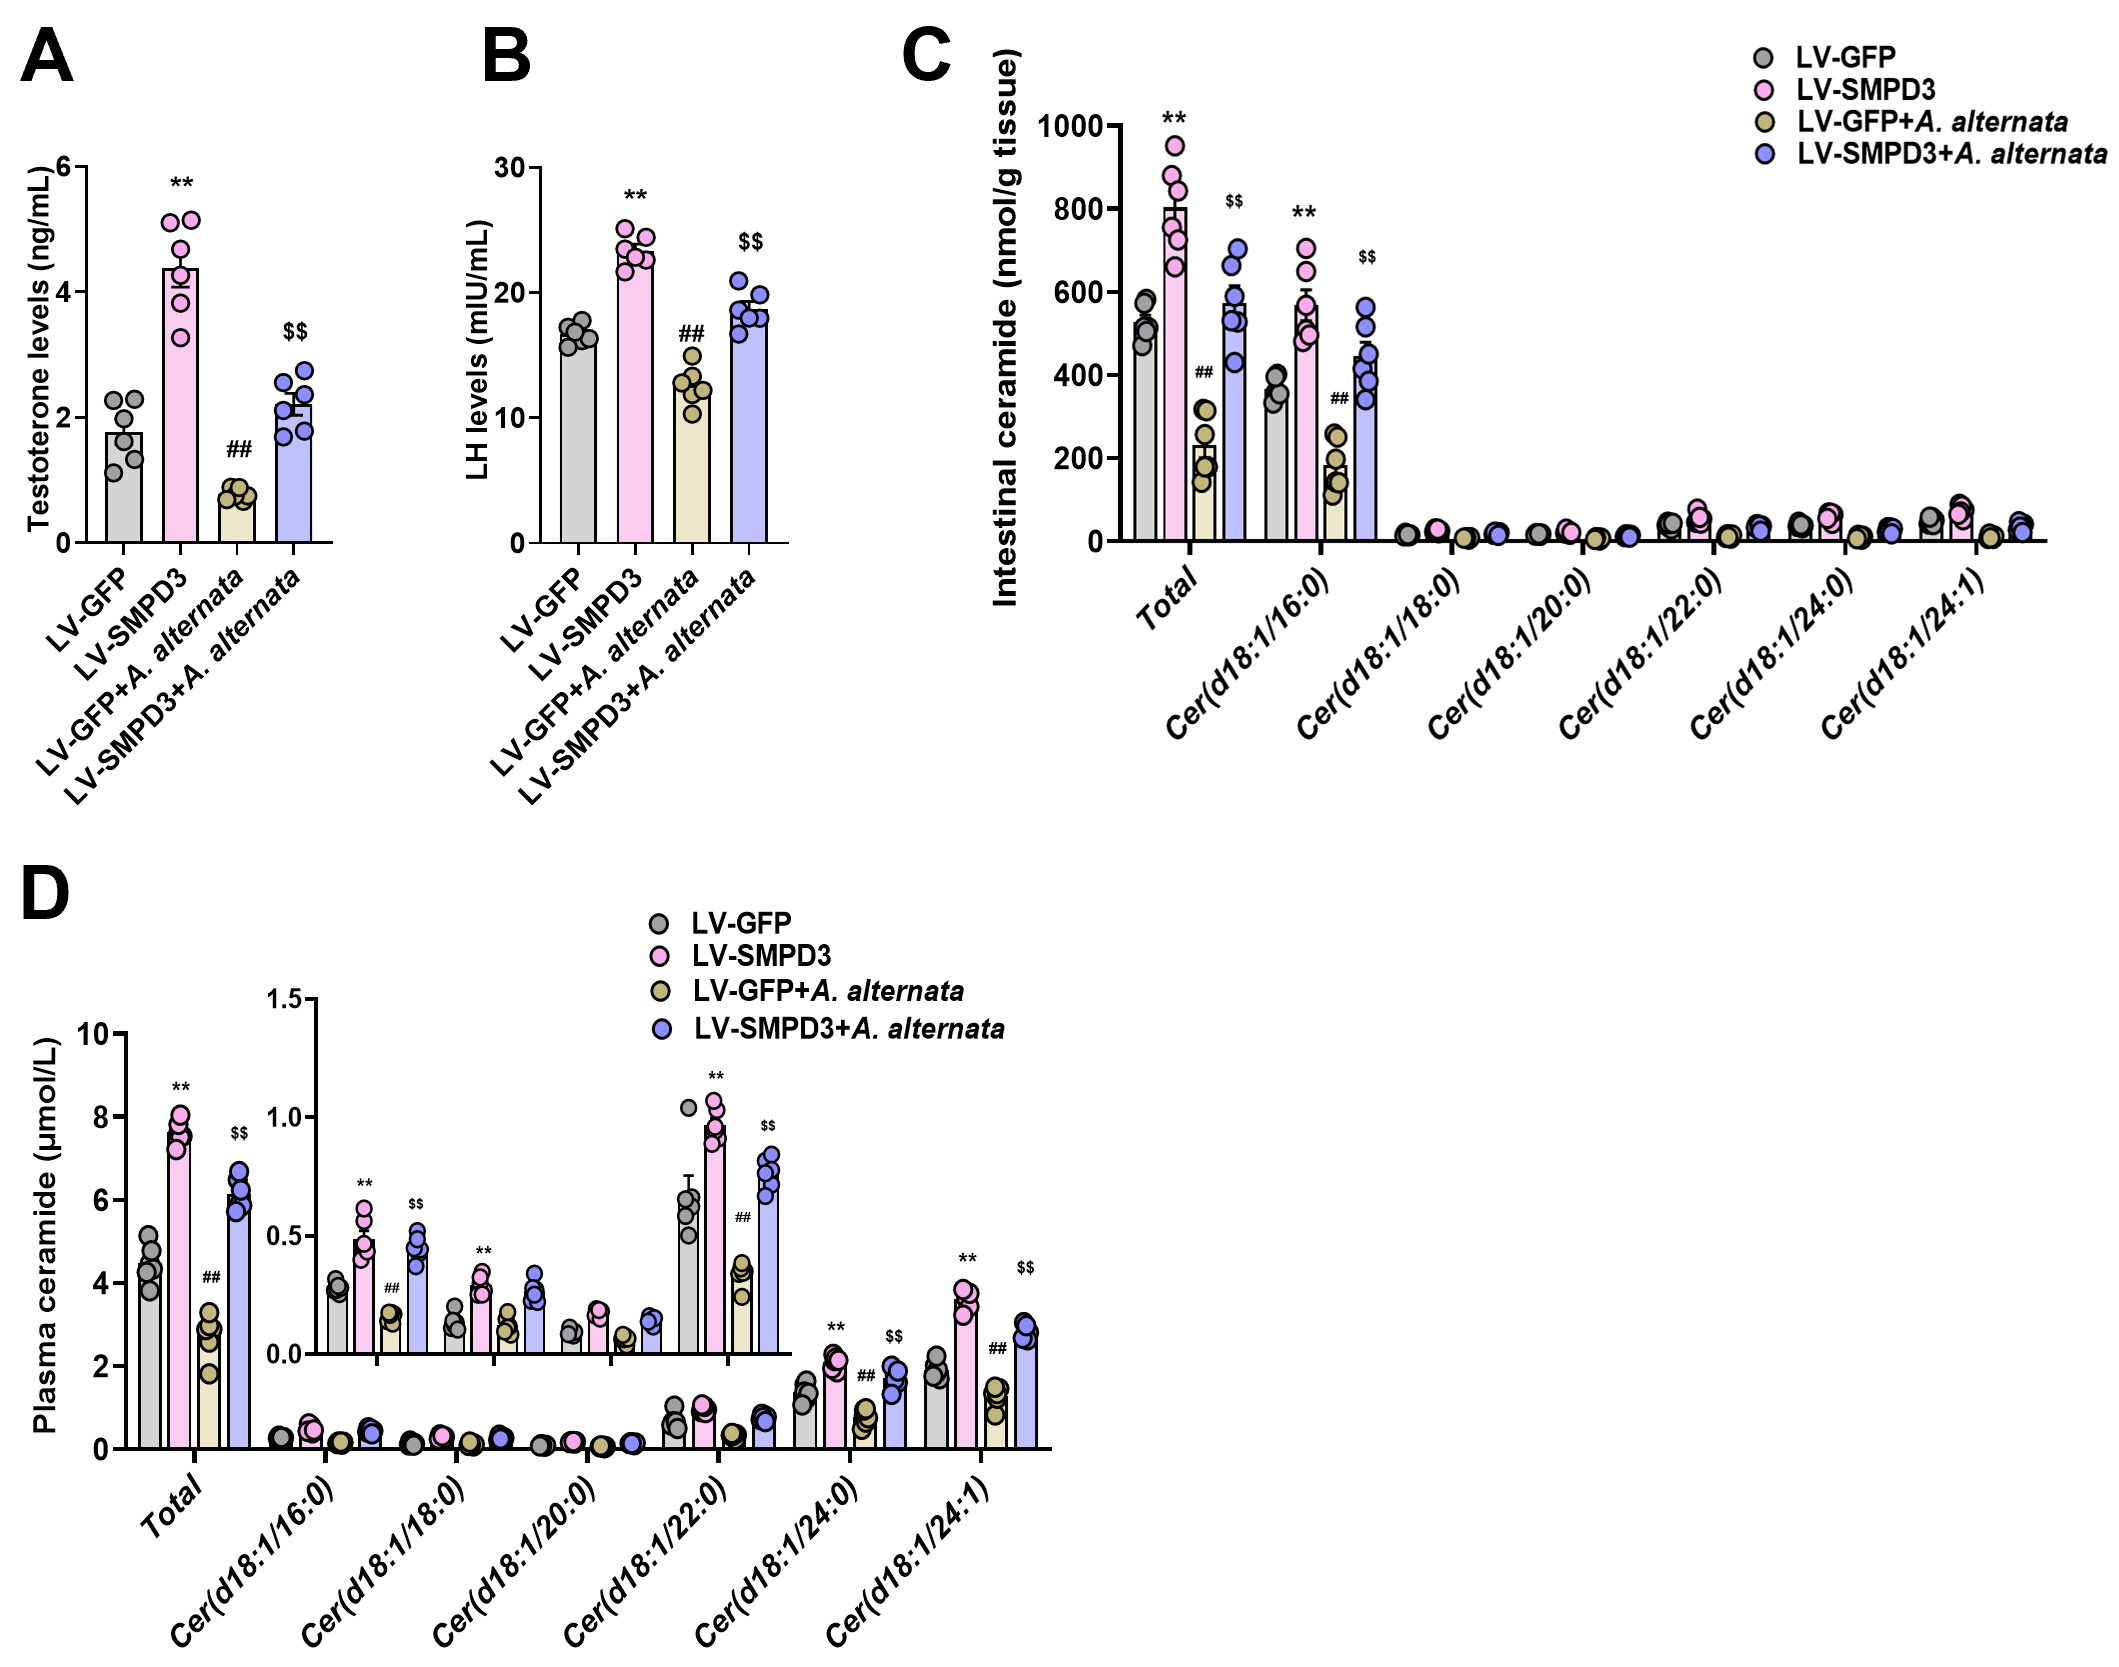 A
Testoterone levels (ng/mL)
6
4
2
0
**
##
$$
LV-GFP
LV-SMPD3
LV-GFP+A. alternata
LV-SMPD3+A. alternata
B
LH levels (mIU/mL)
30
20
10
0
**
##
$$
LV-GFP
LV-SMPD3
LV-GFP+A. alternata
LV-SMPD3+A. alternata
C
Intestinal ceramide (nmol/g tissue)
LV-GFP
LV-SMPD3
LV-GFP+A. alternata
LV-SMPD3+A. alternata
1000
800
600
400
200
0
**
##
$$
**
##
$$
Total
Cer(d18:1/16:0)
Cer(d18:1/18:0)
Cer(d18:1/20:0)
Cer(d18:1/22:0)
Cer(d18:1/24:0)
Cer(d18:1/24:1)
D
Plasma ceramide (μmol/L)
LV-GFP
LV-SMPD3
LV-GFP+A. alternata
LV-SMPD3+A. alternata
10
8
6
4
2
0
1.5
1.0
0.5
0.0
**
##
$$
**
##
$$
**
**
##
$$
**
##
$$
**
##
$$
Total
Cer(d18:1/16:0)
Cer(d18:1/18:0)
Cer(d18:1/20:0)
Cer(d18:1/22:0)
Cer(d18:1/24:0)
Cer(d18:1/24:1)